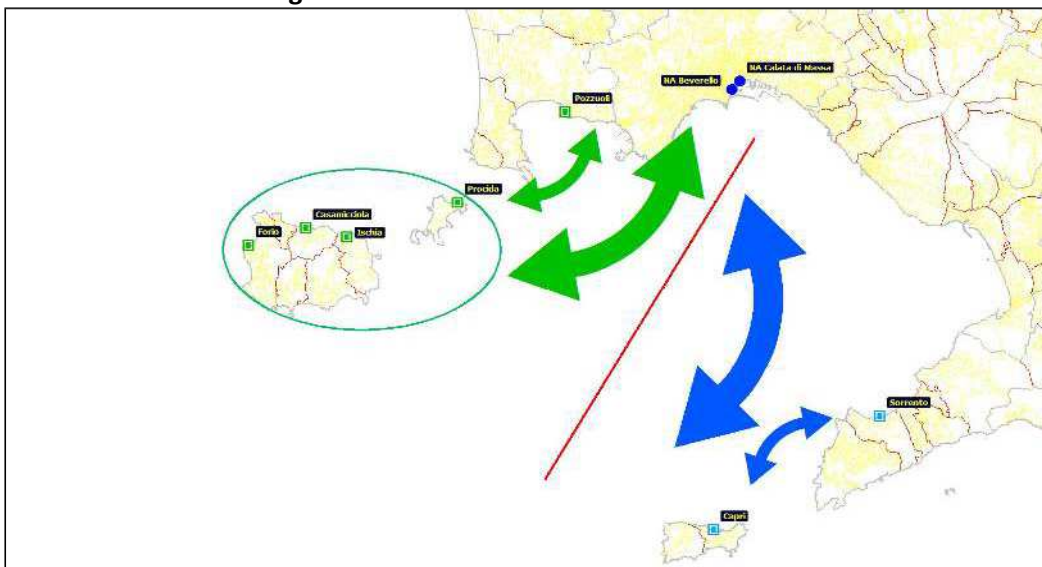 NA Calata di Massa
NA Beverello
Pozzuoli
Procida
Casamicciola
Forio
Ischia
Sorrento
Capri